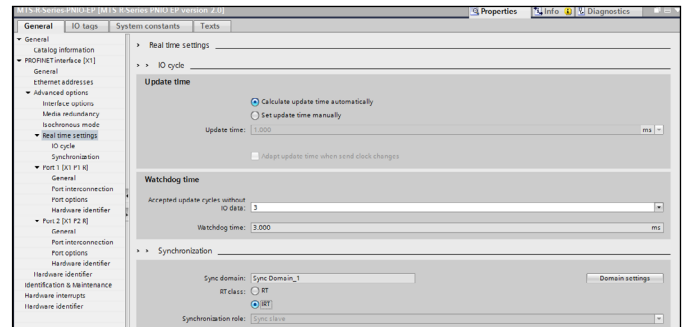 MTS-R-Series-PNIO-EP [MTS R-Series PNIO EP version 2.0]
Properties Info Diagnostics
General IO tags System constants Texts
General
Catalog information
PROFINET interface [X1]
General
Ethernet addresses
Advanced options
Interface options
Media redundancy
Isochronous mode
Real time settings
IO cycle
Synchronization
Port 1 [X1 P1 R]
General
Port interconnection
Port options
Hardware identifier
Port 2 [X1 P2 R]
General
Port interconnection
Port options
Hardware identifier
Hardware identifier
Identification & Maintenance
Hardware interrupts
Hardware identifier
Real time settings
IO cycle
Update time
Calculate update time automatically
Set update time manually
Update time: 1.000 ms
Adapt update time when send clock changes
Watchdog time
Accepted update cycles without
IO data: 3
Watchdog time: 3.000 ms
Synchronization
Sync domain: Sync Domain_1 Domain settings
RT class: RT
IRT
Synchronization role: Sync slave